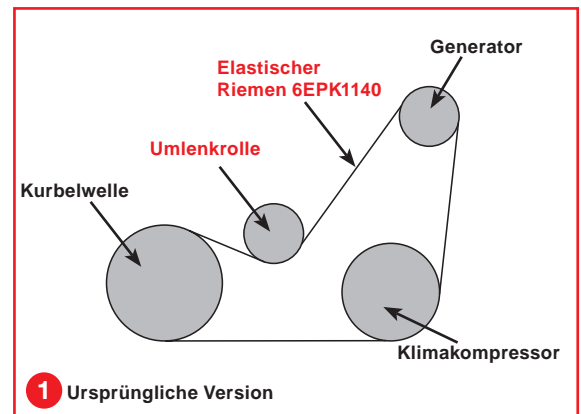 Generator
Elastischer
Riemen 6EPK1140
Umlenkrolle
Kurbelwelle
Klimakompressor
1 Ursprüngliche Version